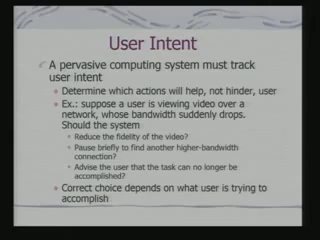 User Intent
A pervasive computing system must track
user intent
Determine which actions will help, not hinder, user
Ex.: suppose a user is viewing video over a
network, whose bandwidth suddenly drops.
Should the system
Reduce the fidelity of the video?
Pause briefly to find another higher-bandwidth
connection?
Advise the user that the task can no longer be
accomplished?
Correct choice depends on what user is trying to
accomplish